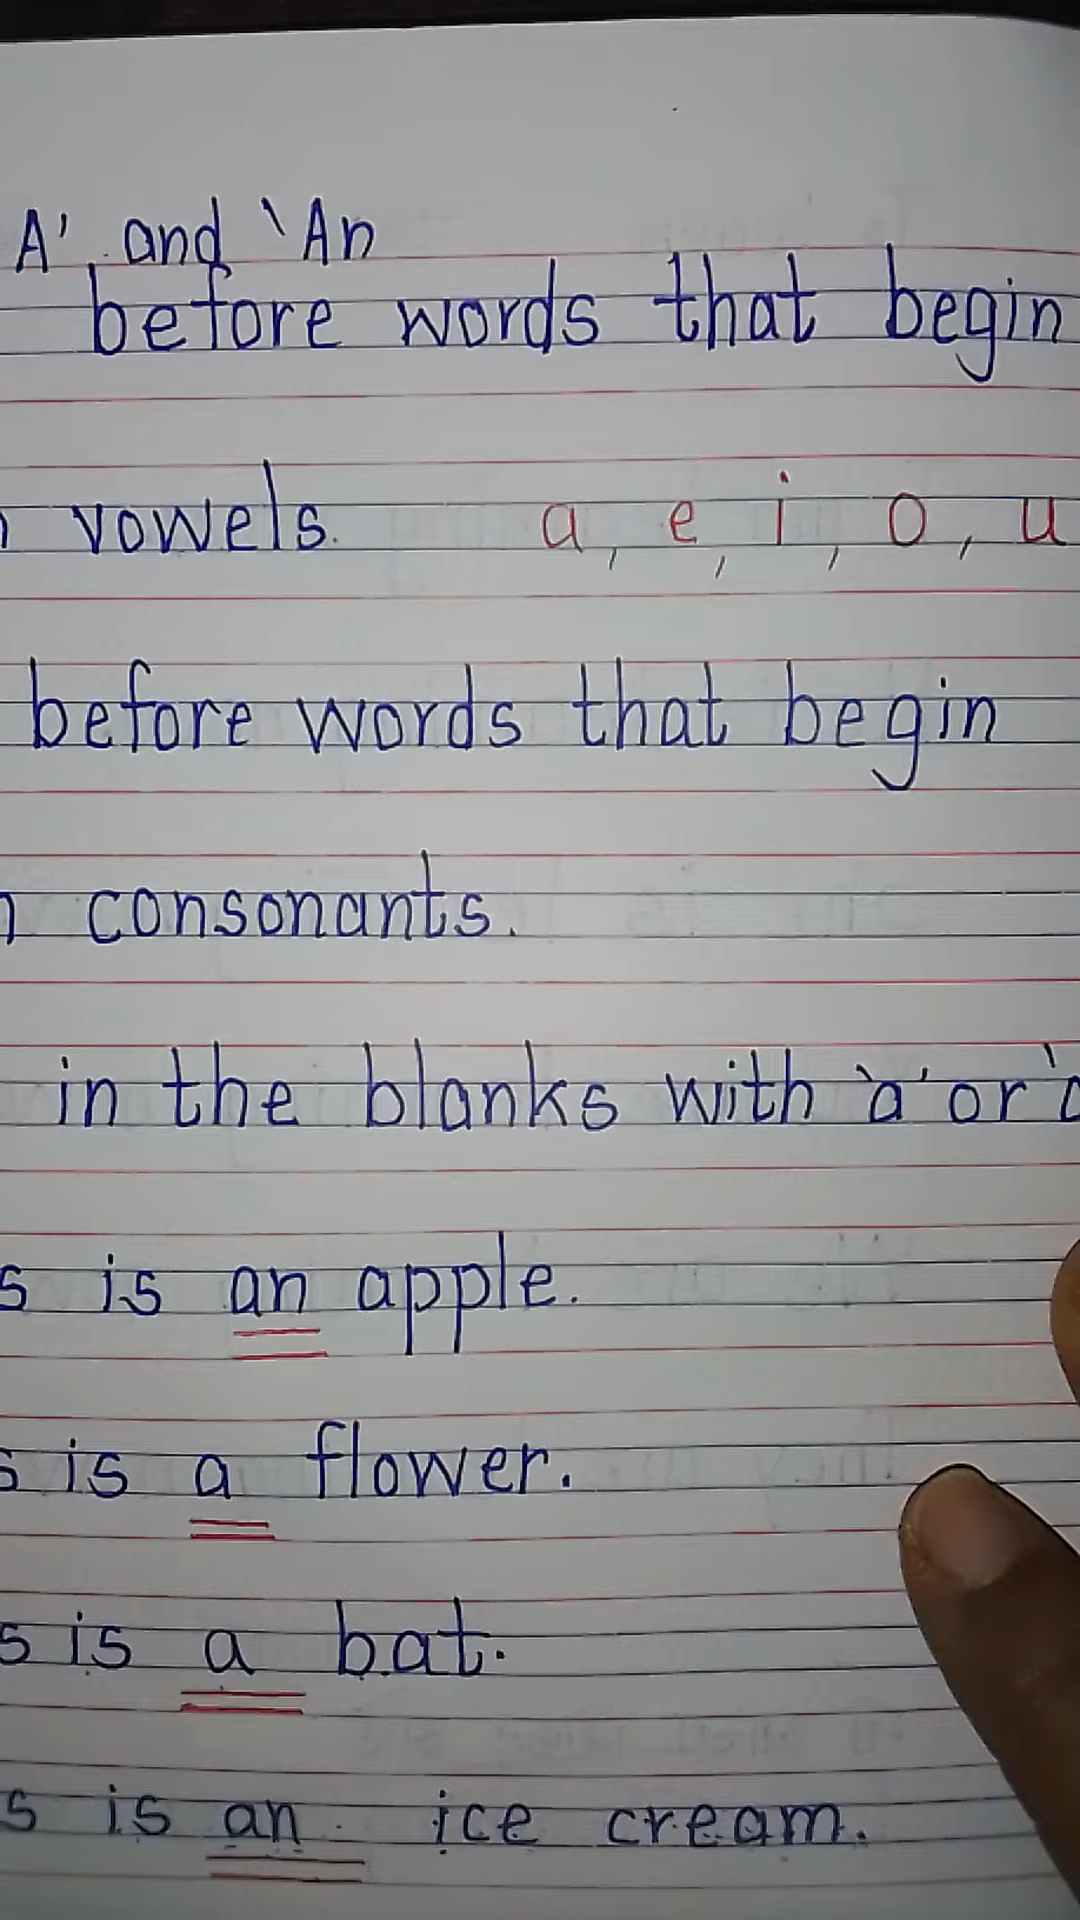 A' and 'An
before words that begin
vowels. a, e, i, o, u
before words that begin
consonants.
in the blanks with 'a' or '
s is an apple.
s is a flower.
s is a bat.
s is an ice cream.